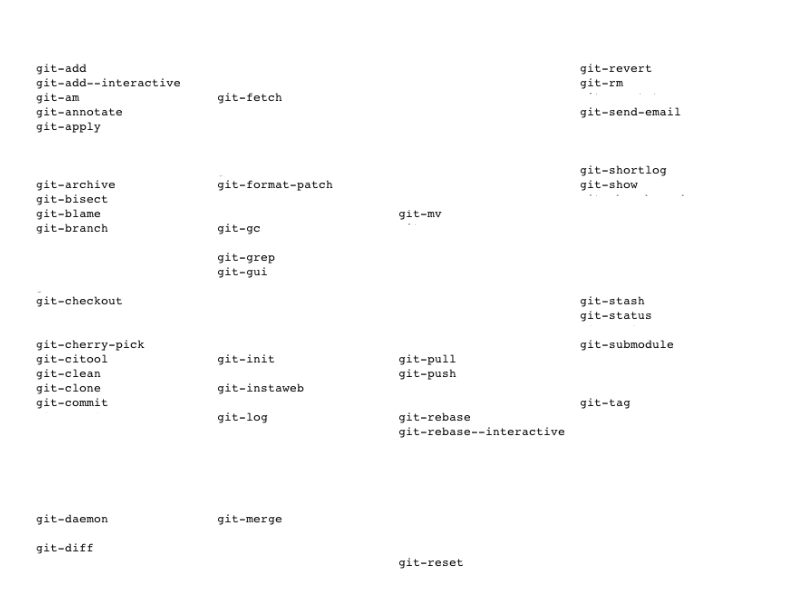 git-add
git-add--interactive
git-am
git-annotate
git-apply
git-archive
git-bisect
git-blame
git-branch
git-checkout
git-cherry-pick
git-citool
git-clean
git-clone
git-commit
git-daemon
git-diff
git-fetch
git-format-patch
git-gc
git-grep
git-gui
git-init
git-instaweb
git-log
git-merge
git-mv
git-pull
git-push
git-rebase
git-rebase--interactive
git-reset
git-revert
git-rm
git-send-email
git-shortlog
git-show
git-stash
git-status
git-submodule
git-tag